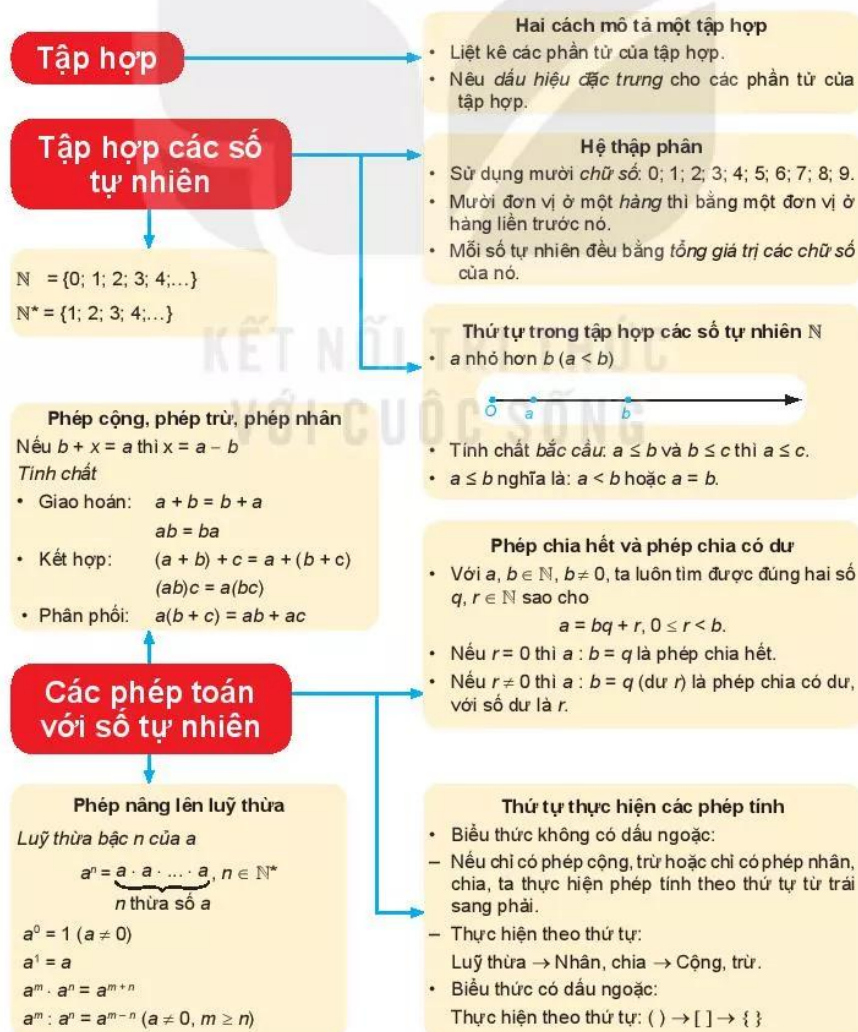 Tập hợp
Hai cách mô tả một tập hợp
• Liệt kê các phần tử của tập hợp.
• Nêu dấu hiệu đặc trưng cho các phần tử của
tập hợp.
Tập hợp các số
tự nhiên
ℕ = {0; 1; 2; 3; 4;...}
ℕ* = {1; 2; 3; 4;...}
Hệ thập phân
• Sử dụng mười chữ số: 0; 1; 2; 3; 4; 5; 6; 7; 8; 9.
• Mười đơn vị ở một hàng thì bằng một đơn vị ở
hàng liền trước nó.
• Mỗi số tự nhiên đều bằng tổng giá trị các chữ số
của nó.
Thứ tự trong tập hợp các số tự nhiên ℕ
• a nhỏ hơn b (a < b)
O a b
• Tính chất bắc cầu: a ≤ b và b ≤ c thì a ≤ c.
• a ≤ b nghĩa là: a < b hoặc a = b.
KẾT NỐI TRI THỨC
VỚI CUỘC SỐNG
Phép cộng, phép trừ, phép nhân
Nếu b + x = a thì x = a – b
Tính chất
• Giao hoán: a + b = b + a
ab = ba
• Kết hợp: (a + b) + c = a + (b + c)
(ab)c = a(bc)
• Phân phối: a(b + c) = ab + ac
Các phép toán
với số tự nhiên
Phép chia hết và phép chia có dư
• Với a, b ∈ ℕ, b ≠ 0, ta luôn tìm được đúng hai số
q, r ∈ ℕ sao cho
a = bq + r, 0 ≤ r < b.
• Nếu r = 0 thì a : b = q là phép chia hết.
• Nếu r ≠ 0 thì a : b = q (dư r) là phép chia có dư,
với số dư là r.
Phép nâng lên luỹ thừa
Luỹ thừa bậc n của a
aⁿ = a · a · ... · a, n ∈ ℕ*
n thừa số a
a⁰ = 1 (a ≠ 0)
a¹ = a
aᵐ · aⁿ = aᵐ⁺ⁿ
aᵐ : aⁿ = aᵐ⁻ⁿ (a ≠ 0, m ≥ n)
Thứ tự thực hiện các phép tính
• Biểu thức không có dấu ngoặc:
– Nếu chỉ có phép cộng, trừ hoặc chỉ có phép nhân,
chia, ta thực hiện phép tính theo thứ tự từ trái
sang phải.
– Thực hiện theo thứ tự:
Luỹ thừa → Nhân, chia → Cộng, trừ.
• Biểu thức có dấu ngoặc:
Thực hiện theo thứ tự: ( ) → [ ] → { }